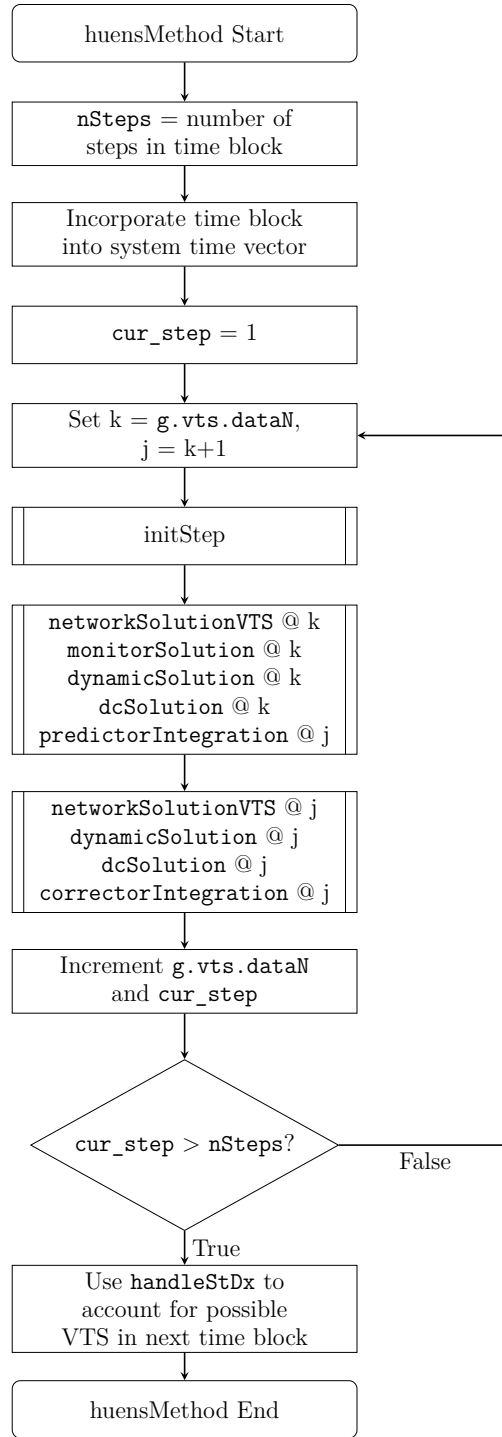 huensMethod Start
nSteps = number of
steps in time block
Incorporate time block
into system time vector
cur_step = 1
Set k = g.vts.dataN,
j = k+1
initStep
networkSolutionVTS @ k
monitorSolution @ k
dynamicSolution @ k
dcSolution @ k
predictorIntegration @ j
networkSolutionVTS @ j
dynamicSolution @ j
dcSolution @ j
correctorIntegration @ j
Increment g.vts.dataN
and cur_step
cur_step > nSteps?
False
True
Use handleStDx to
account for possible
VTS in next time block
huensMethod End